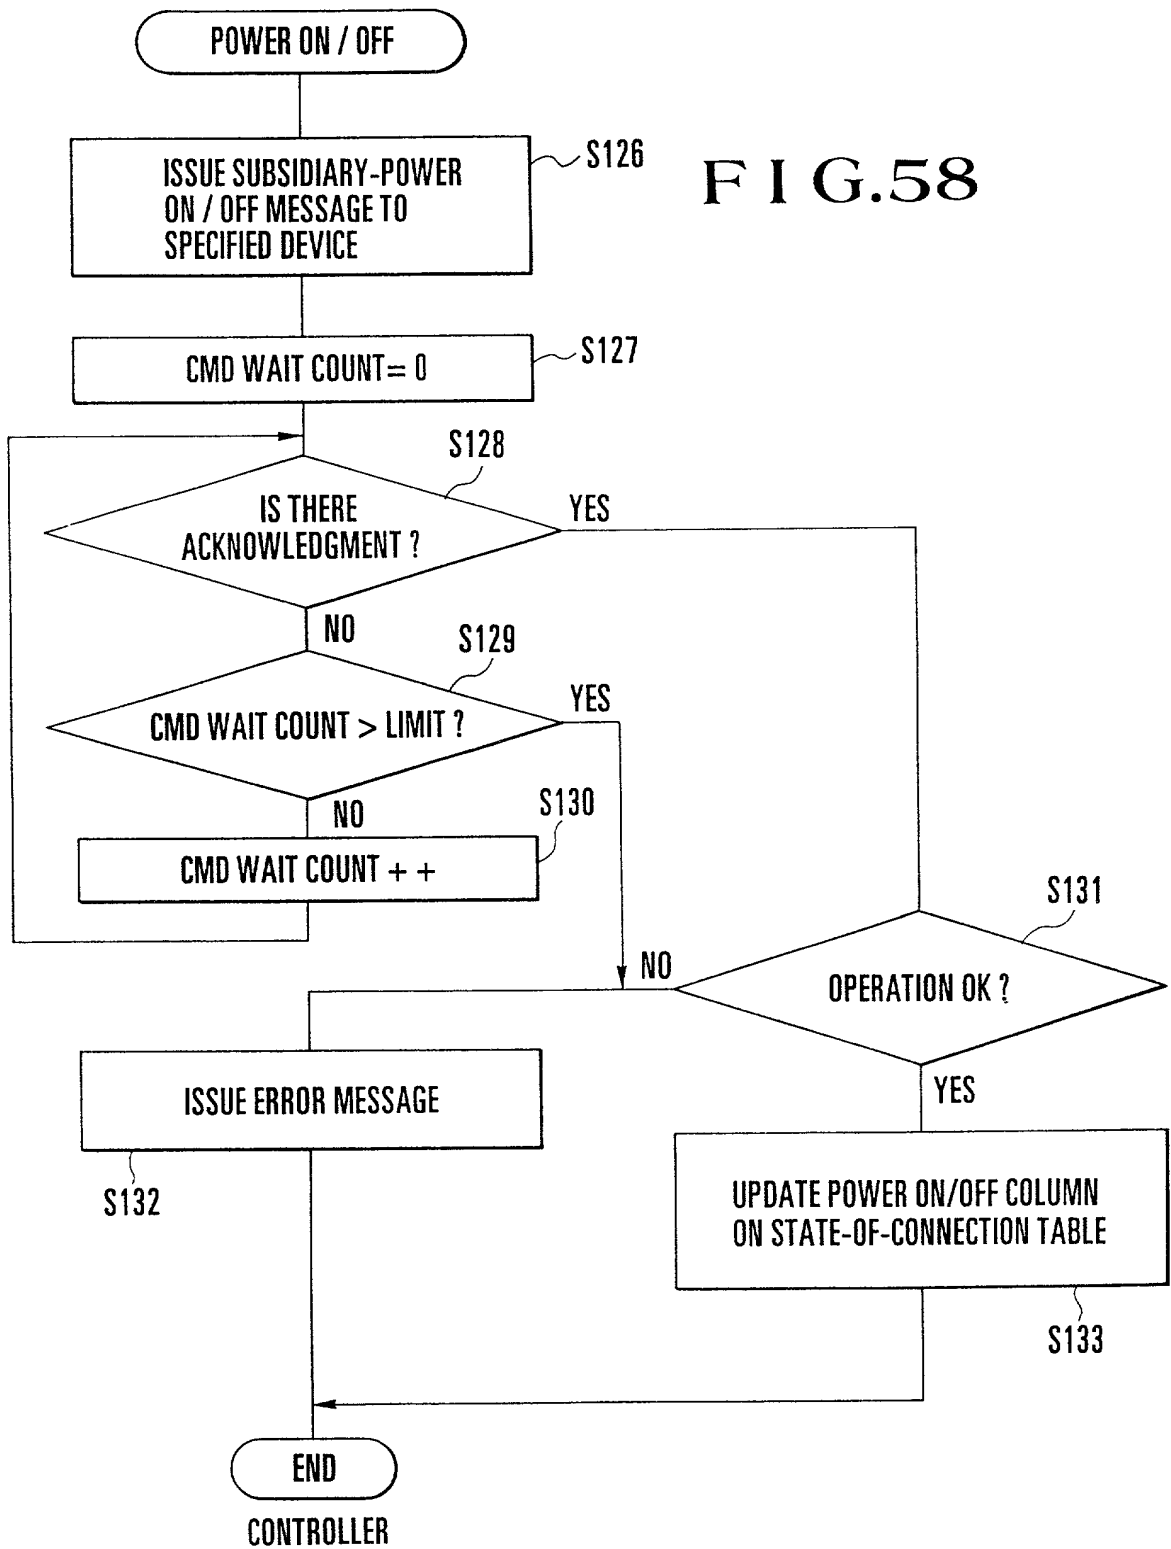 POWER ON / OFF
ISSUE SUBSIDIARY-POWER
ON / OFF MESSAGE TO
SPECIFIED DEVICE
S126
FIG.58
CMD WAIT COUNT= 0
S127
S128
IS THERE
ACKNOWLEDGMENT ?
YES
NO
S129
CMD WAIT COUNT > LIMIT ?
YES
NO
S130
CMD WAIT COUNT + +
S131
OPERATION OK ?
NO
YES
ISSUE ERROR MESSAGE
S132
UPDATE POWER ON/OFF COLUMN
ON STATE-OF-CONNECTION TABLE
S133
END
CONTROLLER